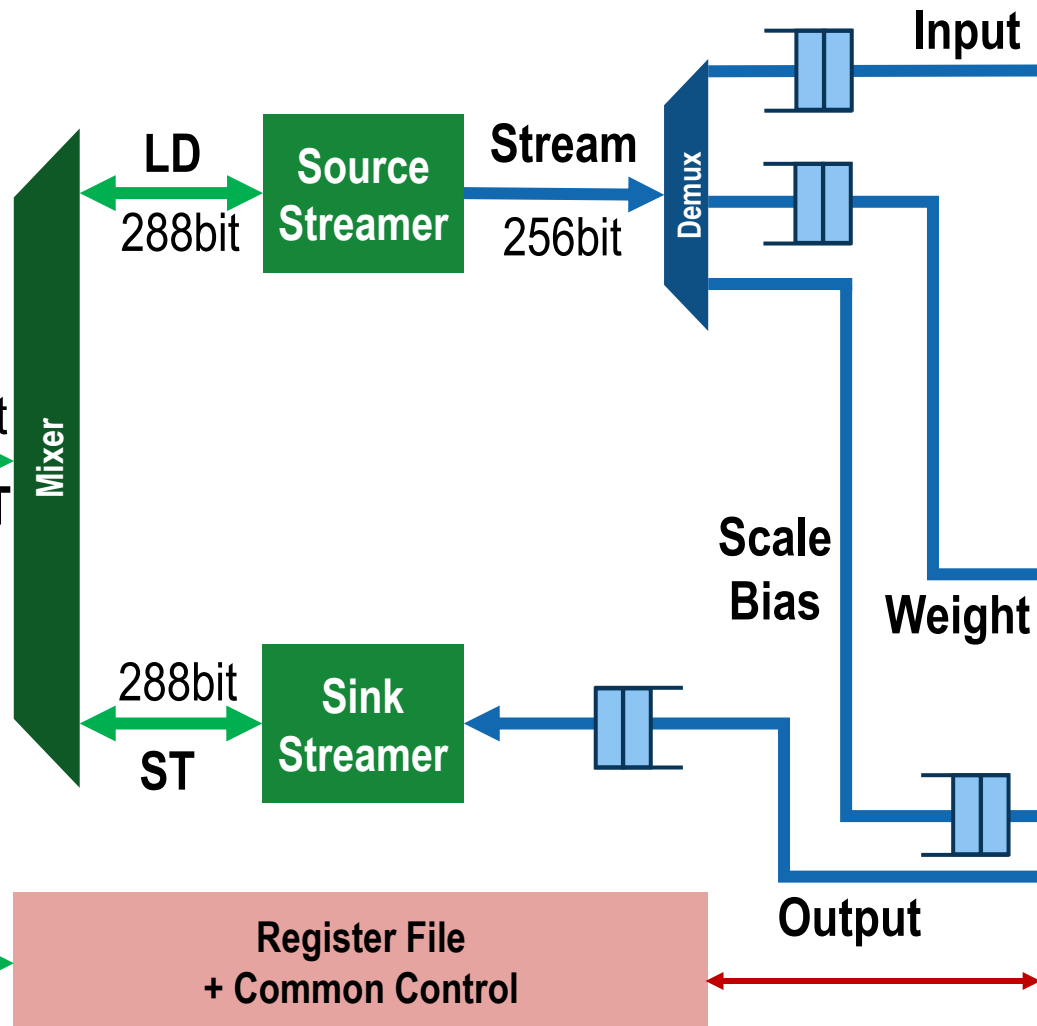 Input
LD
288bit
Source
Streamer
Stream
256bit
Demux
t
T
Mixer
Scale
Bias
Weight
288bit
ST
Sink
Streamer
Output
Register File
+ Common Control